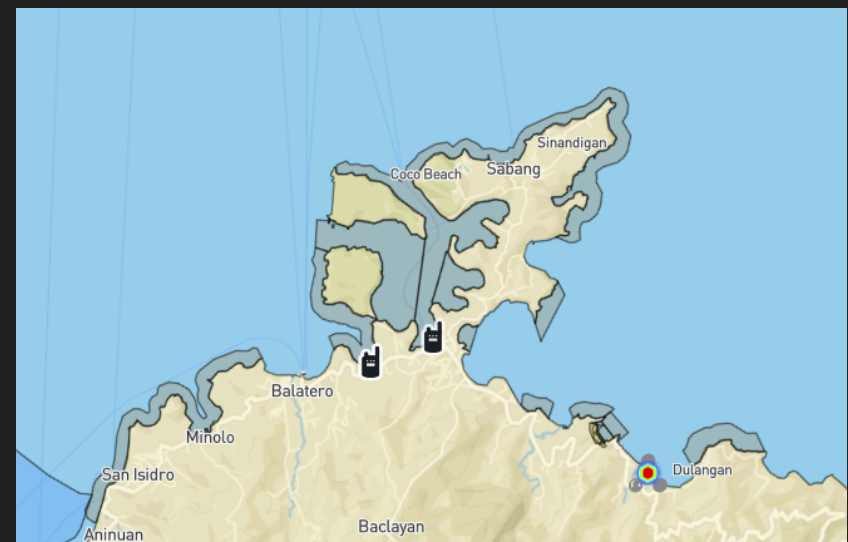 Sinandigan
Sabang
Coco Beach
Balatero
Minolo
San Isidro
Dulangan
Baclayan
Aninuan